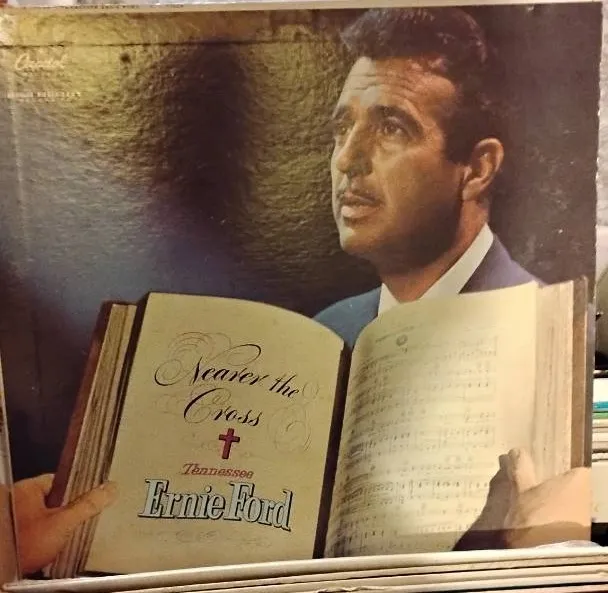 Capitol
Nearer the
Cross
Tennessee
Ernie Ford